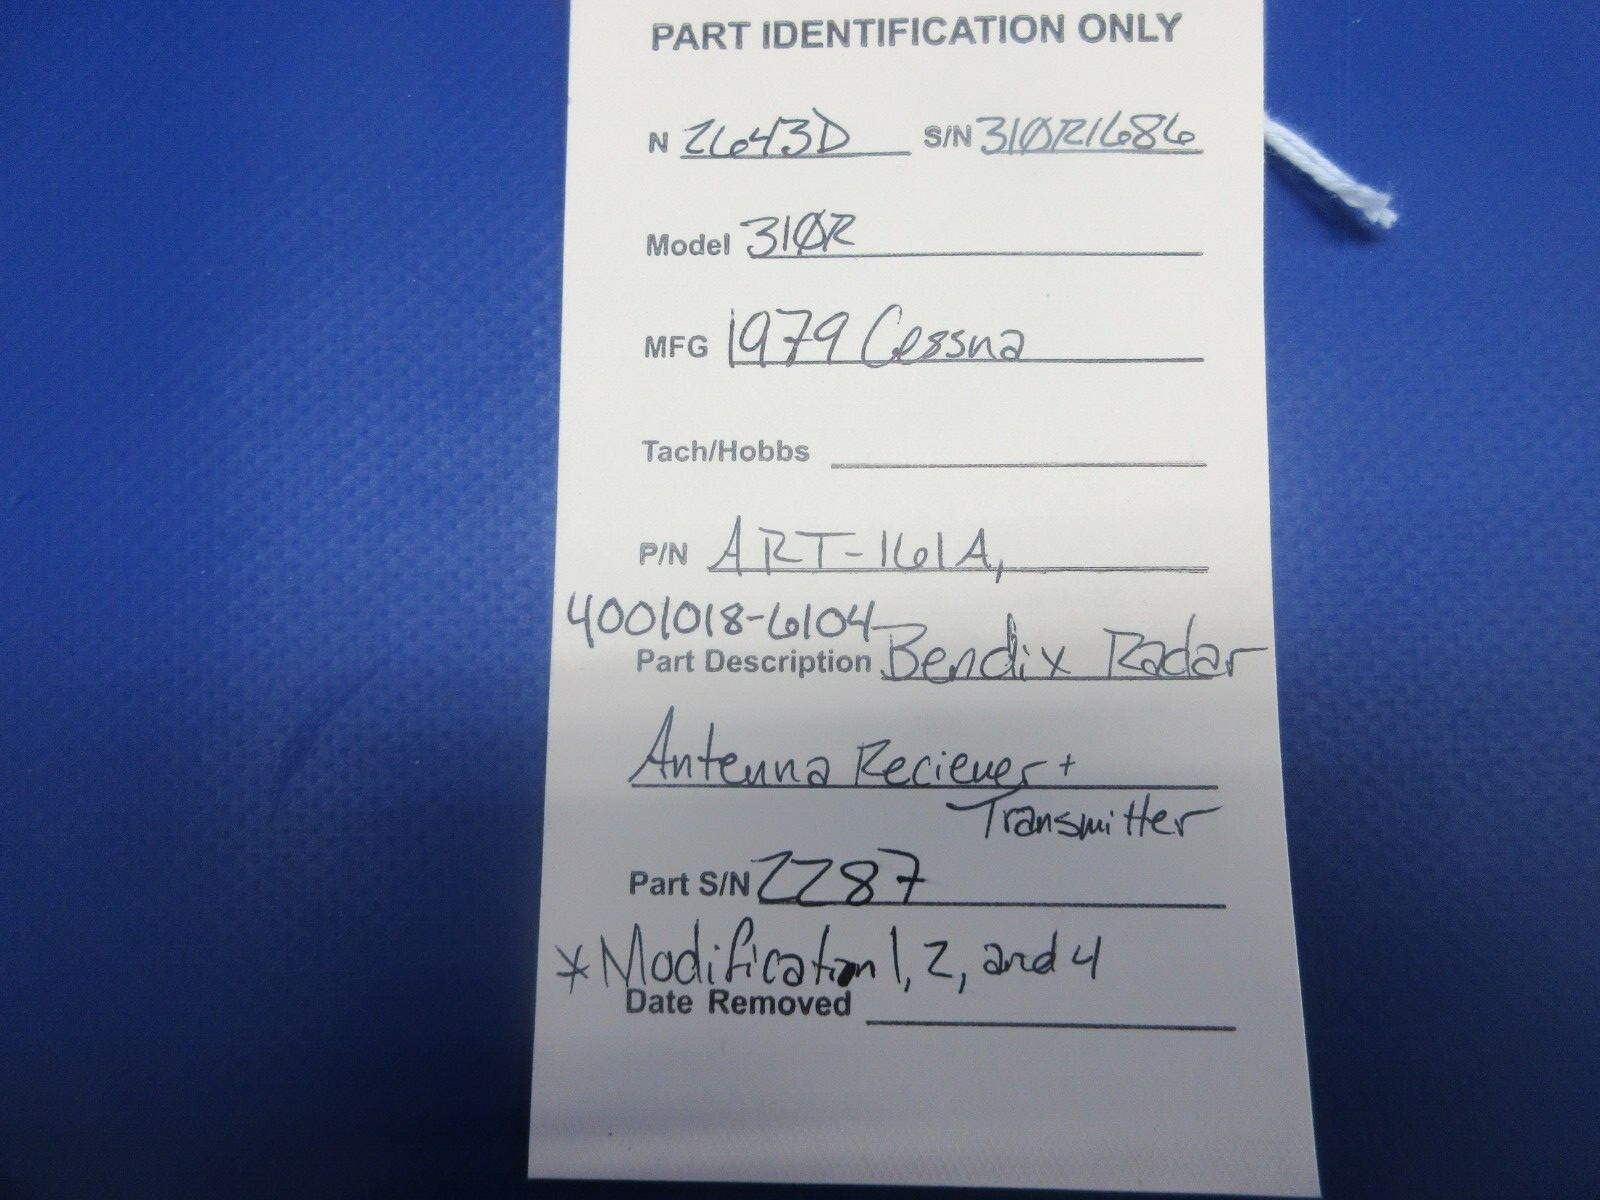 PART IDENTIFICATION ONLY
N 2643D S/N 310R1686
Model 310R
MFG 1979 Cessna
Tach/Hobbs
P/N ART-161A,
4001018-6104
Part Description Bendix Radar
Antenna Reciever +
Transmitter
Part S/N 2287
*Modification 1, 2, and 4
Date Removed